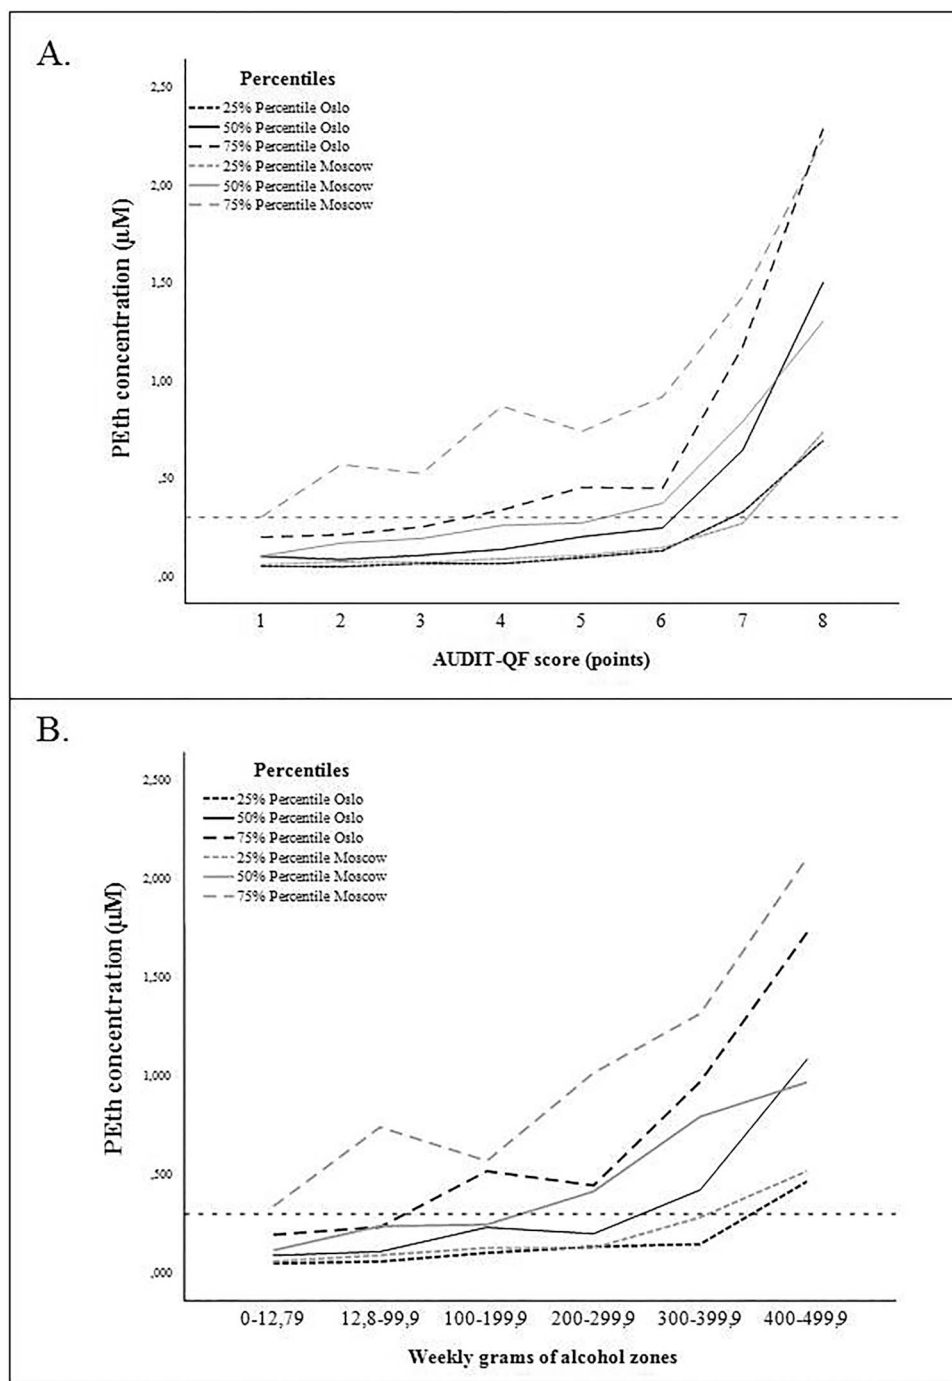 A.
Percentiles
25% Percentile Oslo
50% Percentile Oslo
75% Percentile Oslo
25% Percentile Moscow
50% Percentile Moscow
75% Percentile Moscow
2,50
2,00
1,50
1,00
,50
,00
PEth concentration (μM)
1 2 3 4 5 6 7 8
AUDIT-QF score (points)
B.
Percentiles
25% Percentile Oslo
50% Percentile Oslo
75% Percentile Oslo
25% Percentile Moscow
50% Percentile Moscow
75% Percentile Moscow
2,500
2,000
1,500
1,000
,500
,000
PEth concentration (μM)
0-12,79 12,8-99,9 100-199,9 200-299,9 300-399,9 400-499,9
Weekly grams of alcohol zones